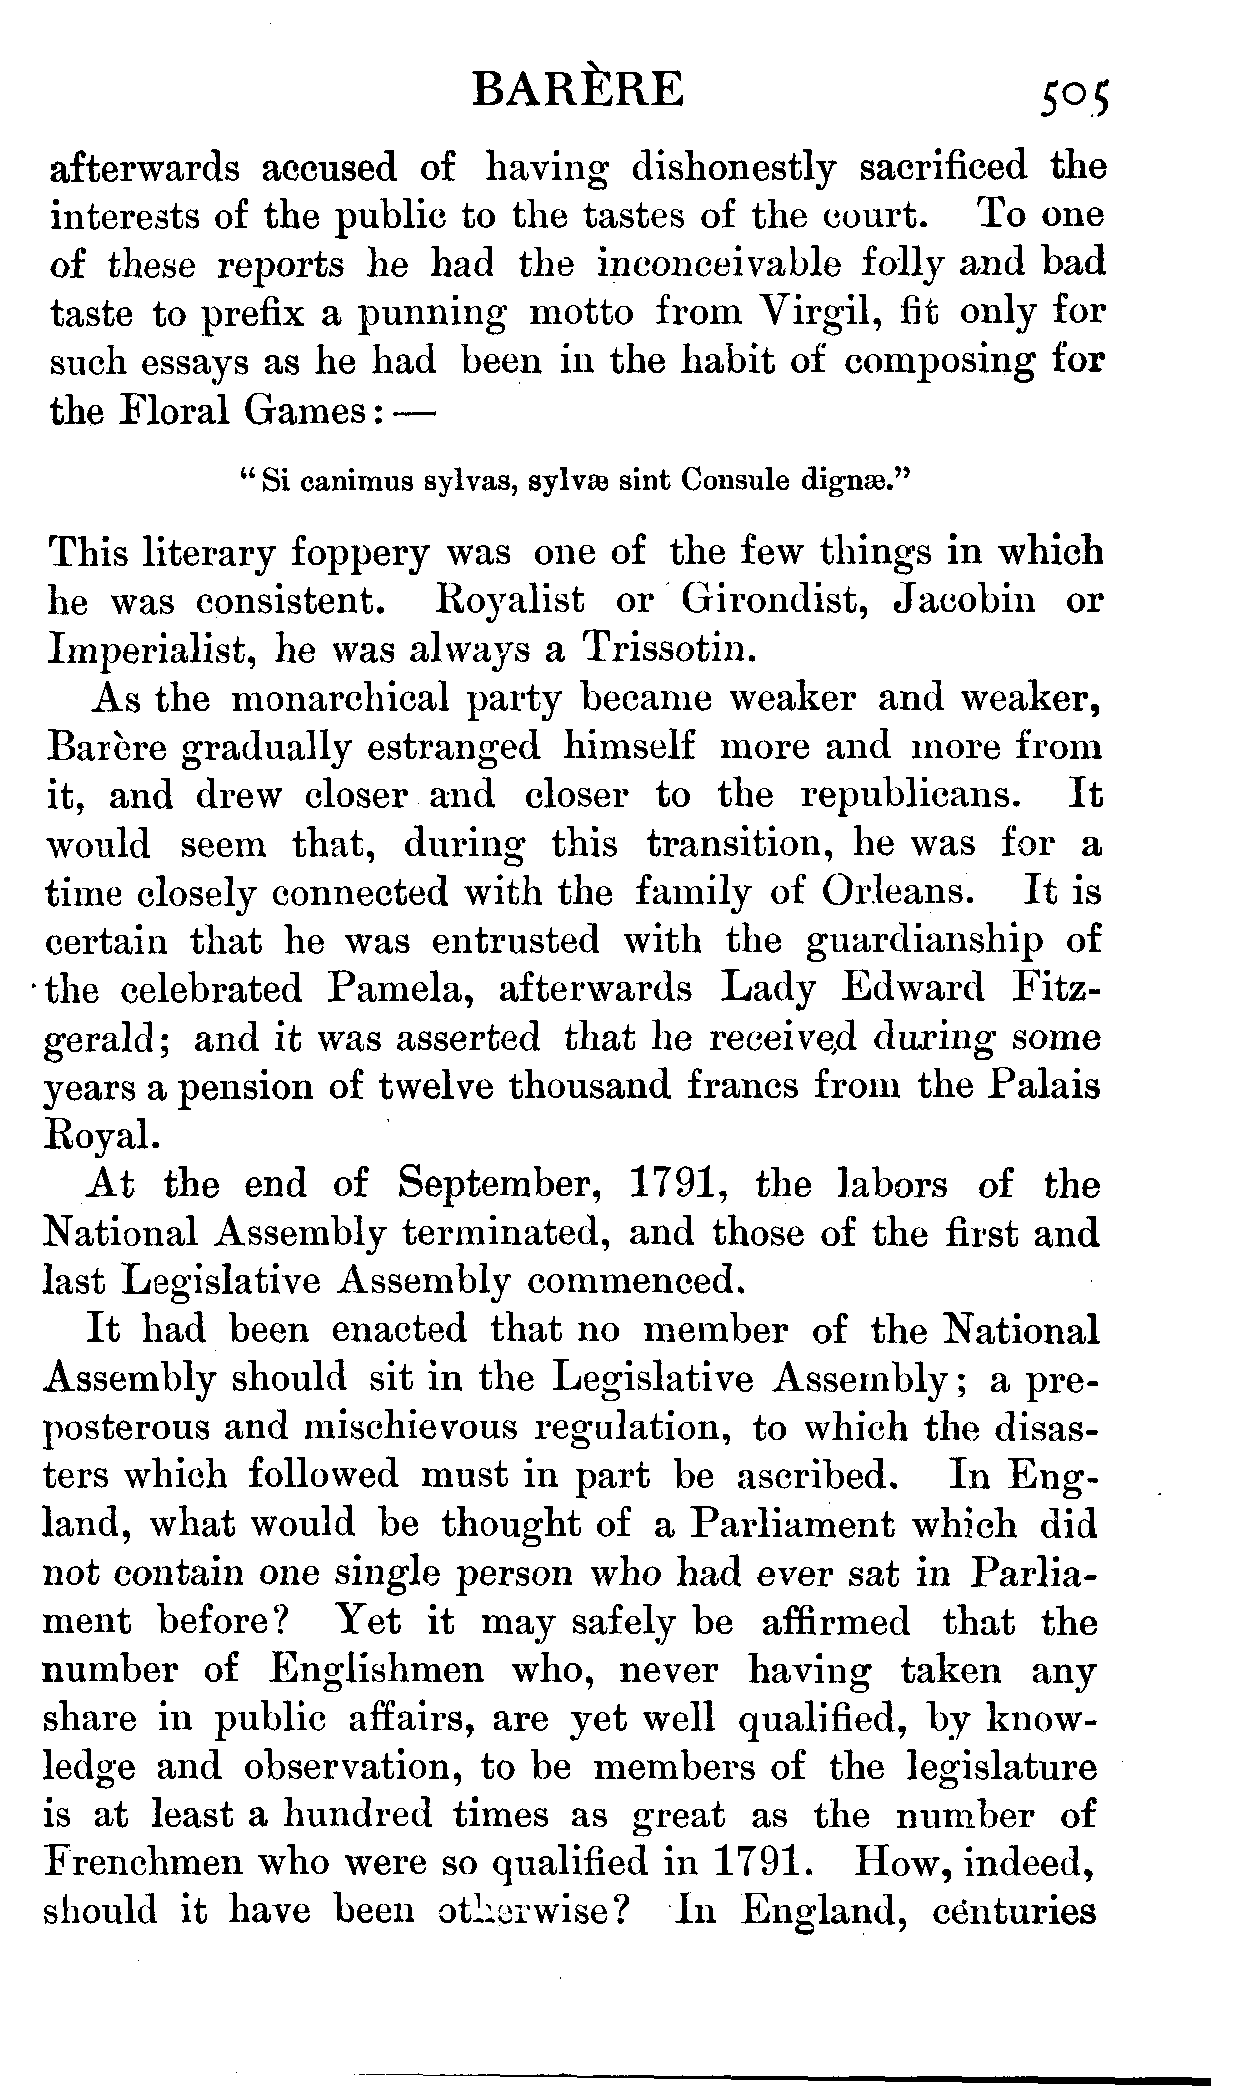 BARÈRE 505
afterwards accused of having dishonestly sacrificed the
interests of the public to the tastes of the court. To one
of these reports he had the inconceivable folly and bad
taste to prefix a punning motto from Virgil, fit only for
such essays as he had been in the habit of composing for
the Floral Games: —
"Si canimus sylvas, sylvæ sint Consule dignæ."
This literary foppery was one of the few things in which
he was consistent. Royalist or Girondist, Jacobin or
Imperialist, he was always a Trissotin.
As the monarchical party became weaker and weaker,
Barère gradually estranged himself more and more from
it, and drew closer and closer to the republicans. It
would seem that, during this transition, he was for a
time closely connected with the family of Orleans. It is
certain that he was entrusted with the guardianship of
the celebrated Pamela, afterwards Lady Edward Fitz-
gerald; and it was asserted that he received during some
years a pension of twelve thousand francs from the Palais
Royal.
At the end of September, 1791, the labors of the
National Assembly terminated, and those of the first and
last Legislative Assembly commenced.
It had been enacted that no member of the National
Assembly should sit in the Legislative Assembly; a pre-
posterous and mischievous regulation, to which the disas-
ters which followed must in part be ascribed. In Eng-
land, what would be thought of a Parliament which did
not contain one single person who had ever sat in Parlia-
ment before? Yet it may safely be affirmed that the
number of Englishmen who, never having taken any
share in public affairs, are yet well qualified, by know-
ledge and observation, to be members of the legislature
is at least a hundred times as great as the number of
Frenchmen who were so qualified in 1791. How, indeed,
should it have been otherwise? In England, centuries